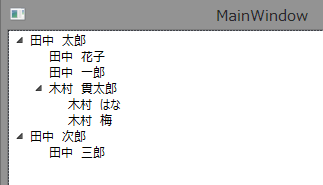 MainWindow
田中 太郎
田中 花子
田中 一郎
木村 貫太郎
木村 はな
木村 梅
田中 次郎
田中 三郎